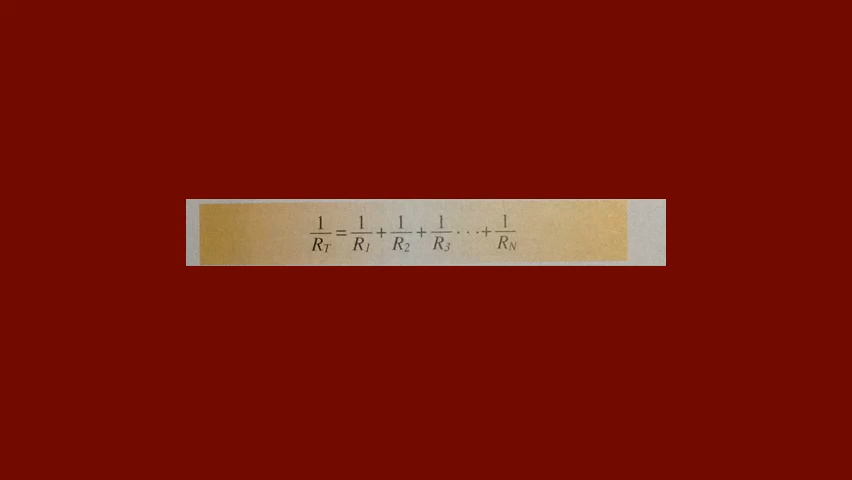 1/R_T = 1/R_1 + 1/R_2 + 1/R_3 · · · + 1/R_N